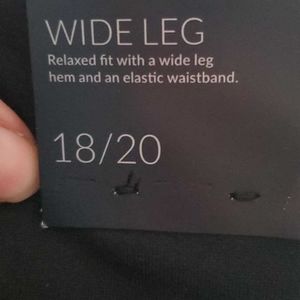 WIDE LEG
Relaxed fit with a wide leg
hem and an elastic waistband.
18/20